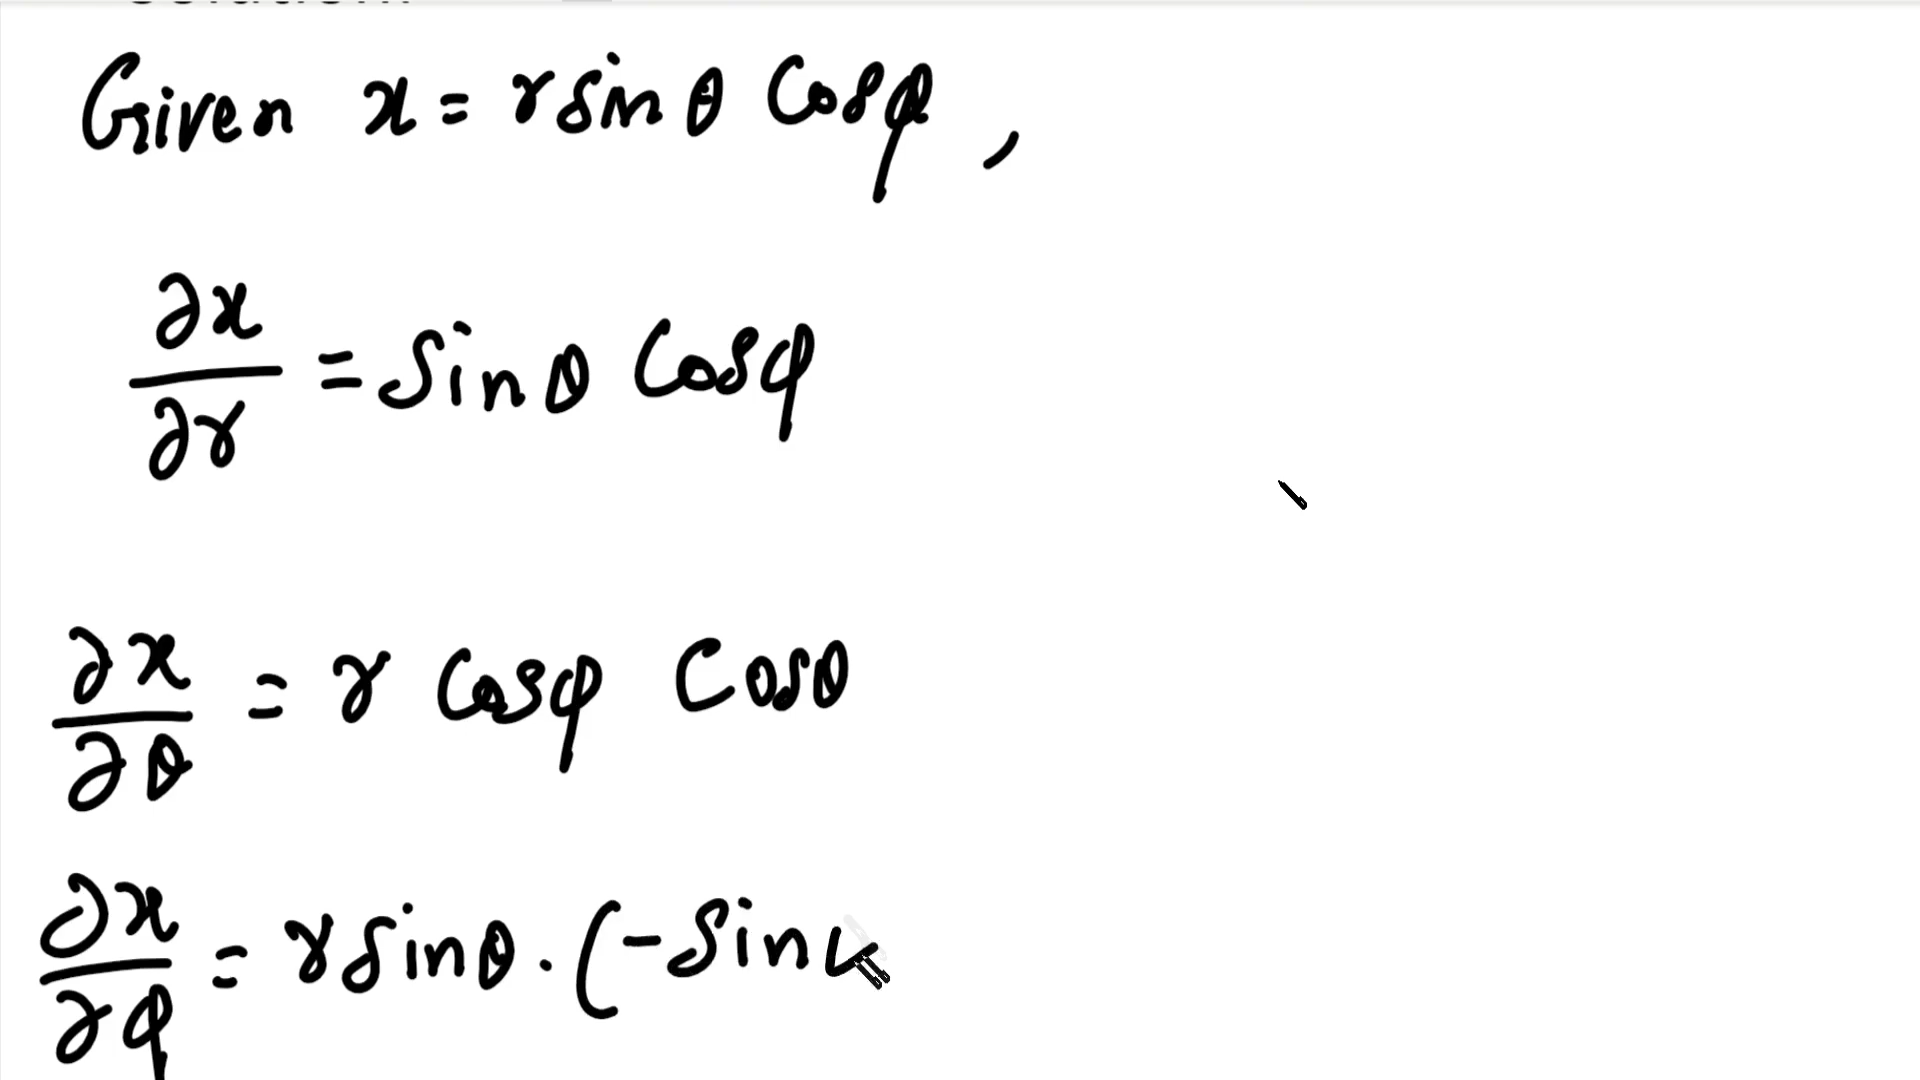 Given x = r sin θ Cos φ ,
∂x/∂r = Sin θ Cos φ
∂x/∂θ = r Cos φ Cos θ
∂x/∂φ = r Sin θ . (- Sin